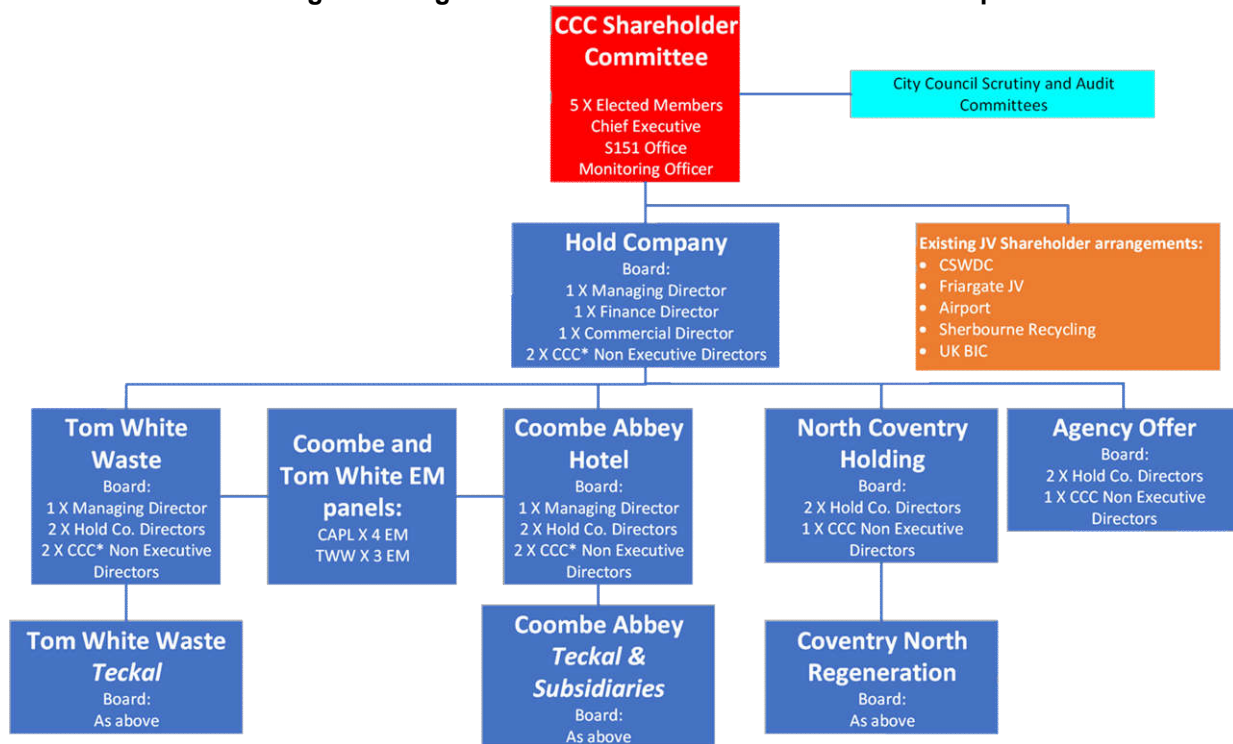 CCC Shareholder
Committee
5 X Elected Members
Chief Executive
S151 Office
Monitoring Officer
City Council Scrutiny and Audit
Committees
Hold Company
Board:
1 X Managing Director
1 X Finance Director
1 X Commercial Director
2 X CCC* Non Executive Directors
Existing JV Shareholder arrangements:
• CSWDC
• Friargate JV
• Airport
• Sherbourne Recycling
• UK BIC
Tom White
Waste
Board:
1 X Managing Director
2 X Hold Co. Directors
2 X CCC* Non Executive
Directors
Coombe and
Tom White EM
panels:
CAPL X 4 EM
TWW X 3 EM
Coombe Abbey
Hotel
Board:
1 X Managing Director
2 X Hold Co. Directors
2 X CCC* Non Executive
Directors
North Coventry
Holding
Board:
2 X Hold Co. Directors
1 X CCC Non Executive
Directors
Agency Offer
Board:
2 X Hold Co. Directors
1 X CCC Non Executive
Directors
Tom White Waste
Teckal
Board:
As above
Coombe Abbey
Teckal &
Subsidiaries
Board:
As above
Coventry North
Regeneration
Board:
As above